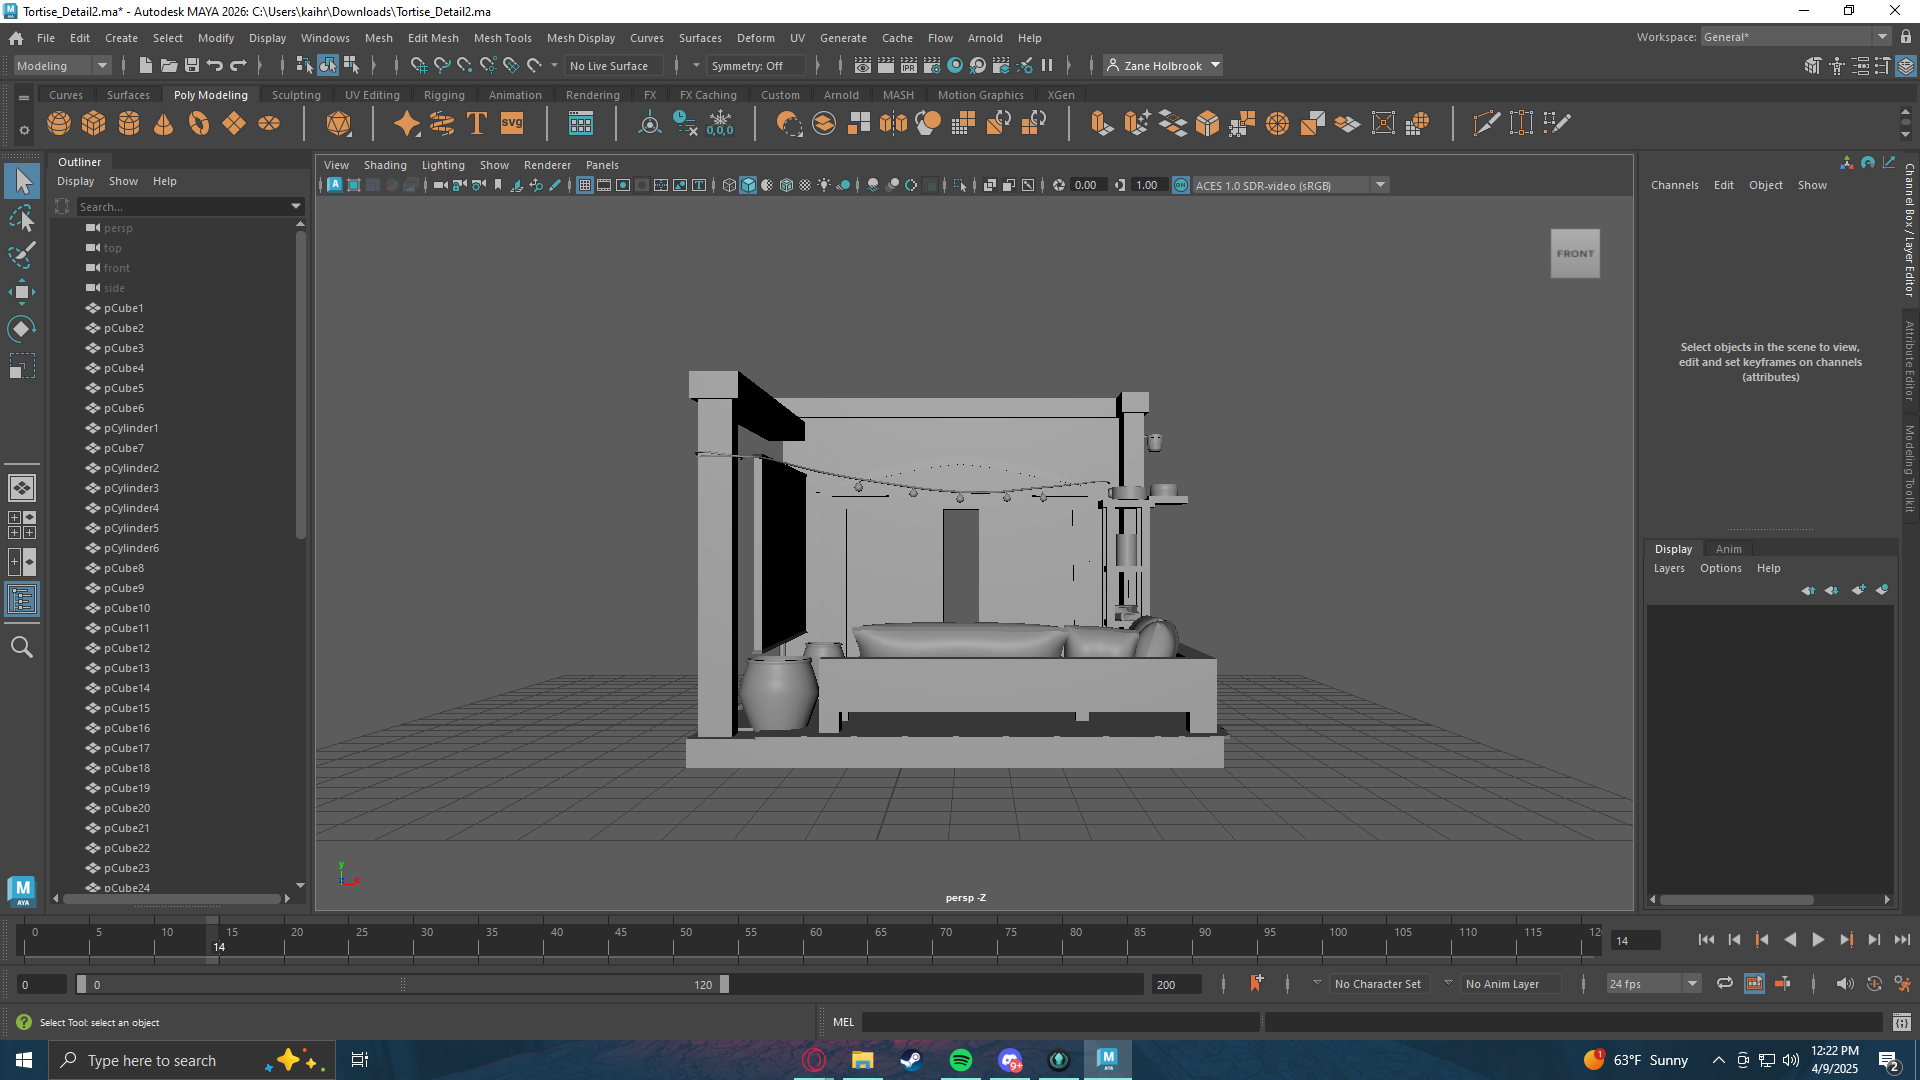 Tortise_Detail2.ma* - Autodesk MAYA 2026: C:\Users\kaihr\Downloads\Tortise_Detail2.ma
File Edit Create Select Modify Display Windows Mesh Edit Mesh Mesh Tools Mesh Display Curves Surfaces Deform UV Generate Cache Flow Arnold Help
Workspace: General*
Modeling
No Live Surface
Symmetry: Off
IPR
Zane Holbrook
Curves Surfaces Poly Modeling Sculpting UV Editing Rigging Animation Rendering FX FX Caching Custom Arnold MASH Motion Graphics XGen
T
SVG
0,0,0
Outliner
Display Show Help
Search...
persp
top
front
side
pCube1
pCube2
pCube3
pCube4
pCube5
pCube6
pCylinder1
pCube7
pCylinder2
pCylinder3
pCylinder4
pCylinder5
pCylinder6
pCube8
pCube9
pCube10
pCube11
pCube12
pCube13
pCube14
pCube15
pCube16
pCube17
pCube18
pCube19
pCube20
pCube21
pCube22
pCube23
pCube24
View Shading Lighting Show Renderer Panels
0.00
1.00
ACES 1.0 SDR-video (sRGB)
FRONT
y
persp -Z
Channels Edit Object Show
Select objects in the scene to view,
edit and set keyframes on channels
(attributes)
Channel Box / Layer Editor
Attribute Editor
Modeling Toolkit
Display Anim
Layers Options Help
M
AYA
0 5 10 15 20 25 30 35 40 45 50 55 60 65 70 75 80 85 90 95 100 105 110 115
14
14
0
0
120
200
No Character Set
No Anim Layer
24 fps
Select Tool: select an object
MEL
Type here to search
9+
M
AYA
1
63°F Sunny
12:22 PM
4/9/2025
2